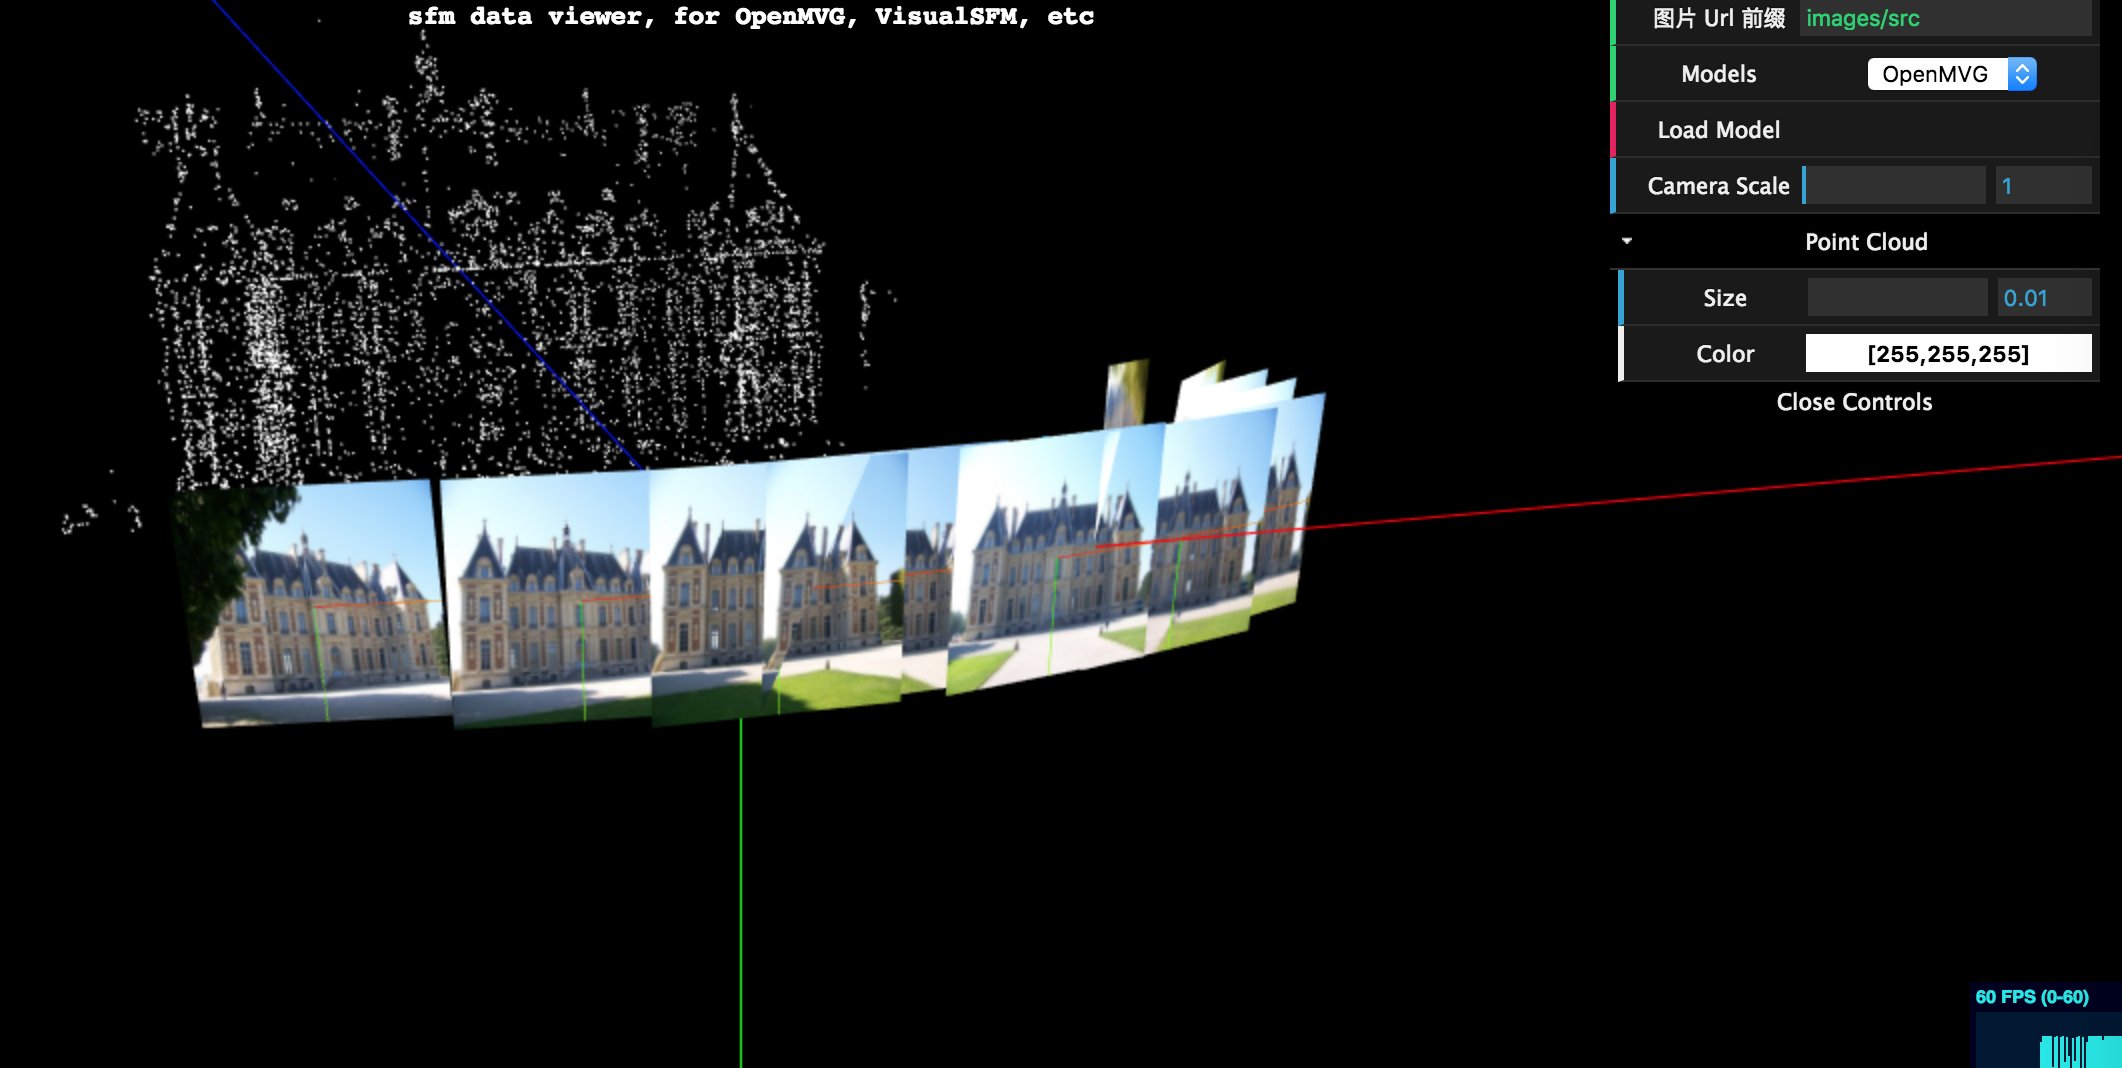 sfm data viewer, for OpenMVG, VisualSFM, etc
图片 Url 前缀 images/src
Models OpenMVG
Load Model
Camera Scale 1
Point Cloud
Size 0.01
Color [255,255,255]
Close Controls
60 FPS (0-60)